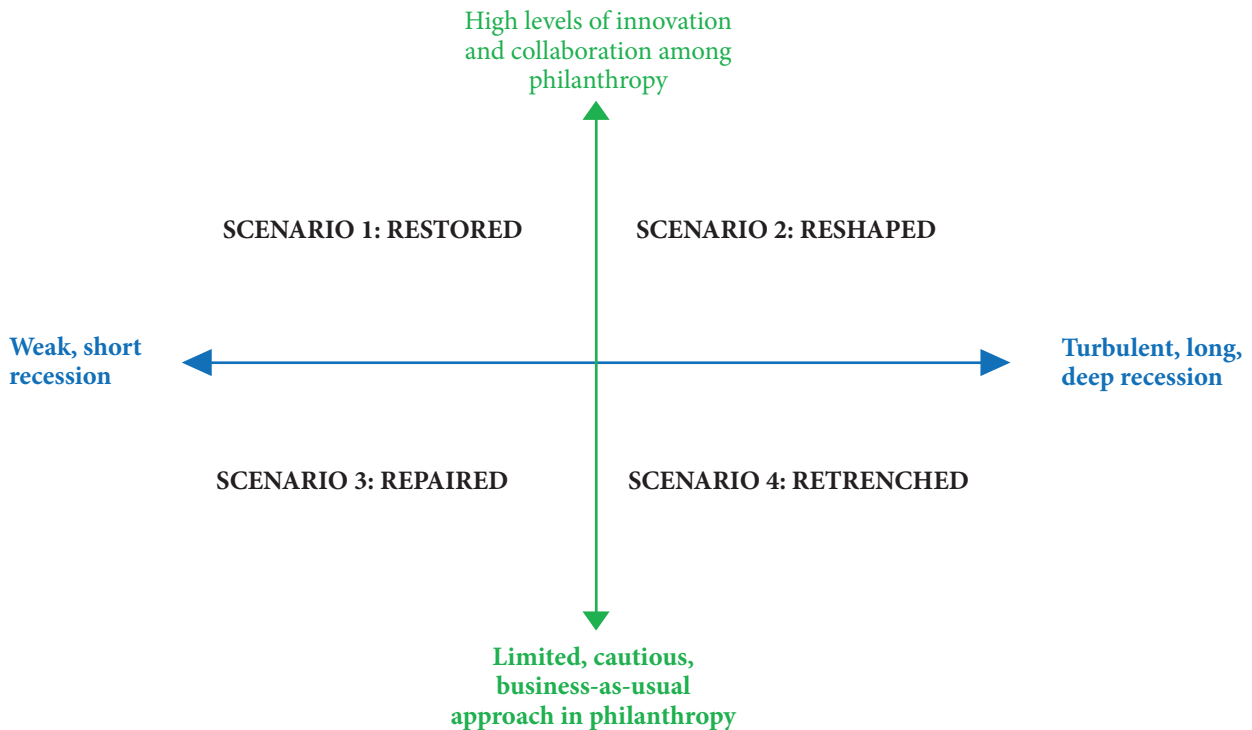 High levels of innovation
and collaboration among
philanthropy
SCENARIO 1: RESTORED
SCENARIO 2: RESHAPED
Weak, short
recession
Turbulent, long,
deep recession
SCENARIO 3: REPAIRED
SCENARIO 4: RETRENCHED
Limited, cautious,
business-as-usual
approach in philanthropy